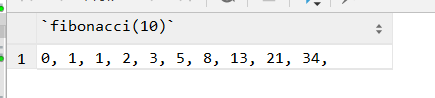 `fibonacci(10)`
1 0, 1, 1, 2, 3, 5, 8, 13, 21, 34,